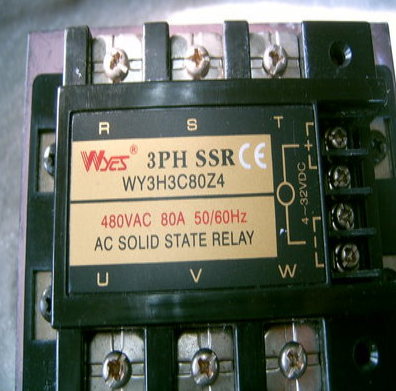 R S T
Wyes® 3PH SSR CE
WY3H3C80Z4
480VAC 80A 50/60Hz
AC SOLID STATE RELAY
U V W
+
4-32VDC
-